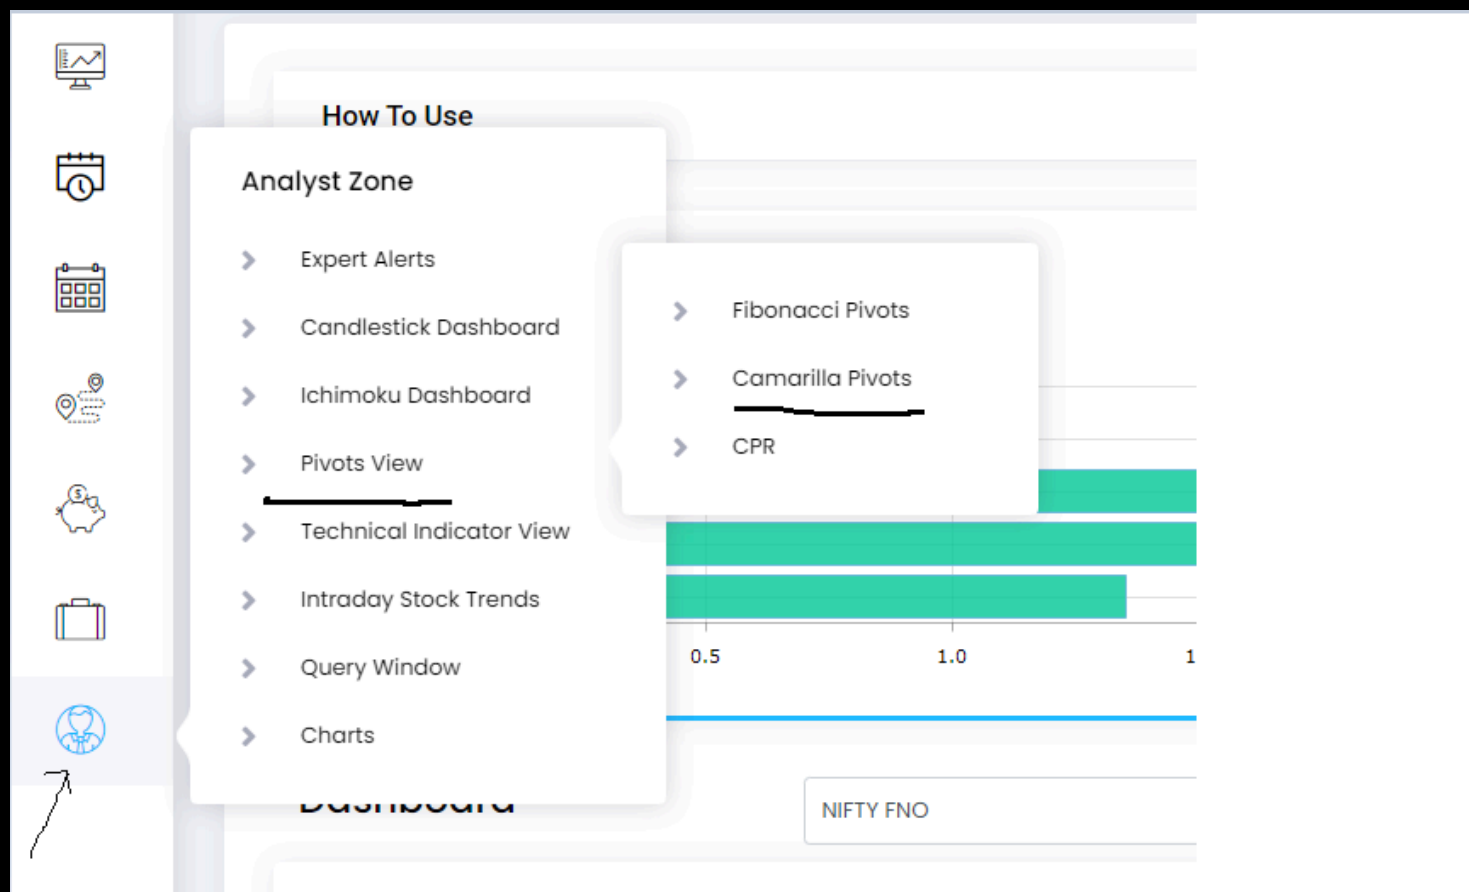 How To Use
Analyst Zone
Expert Alerts
Candlestick Dashboard
Ichimoku Dashboard
Pivots View
Technical Indicator View
Intraday Stock Trends
Query Window
Charts
Fibonacci Pivots
Camarilla Pivots
CPR
0.5 1.0 1
Dashboard
NIFTY FNO